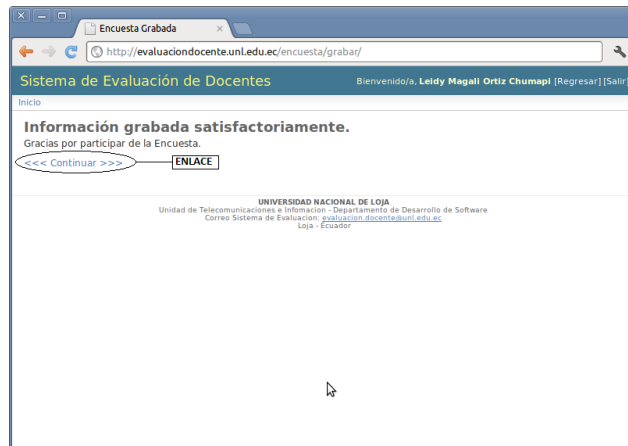 Encuesta Grabada
http://evaluaciondocente.unl.edu.ec/encuesta/grabar/
Sistema de Evaluación de Docentes
Bienvenido/a, Leidy Magali Ortiz Chumapi [Regresar] [Salir]
Inicio
Información grabada satisfactoriamente.
Gracias por participar de la Encuesta.
<<< Continuar >>>
ENLACE
UNIVERSIDAD NACIONAL DE LOJA
Unidad de Telecomunicaciones e Infomacion - Departamento de Desarrollo de Software
Correo Sistema de Evaluacion: evaluacion.docente@unl.edu.ec
Loja - Ecuador